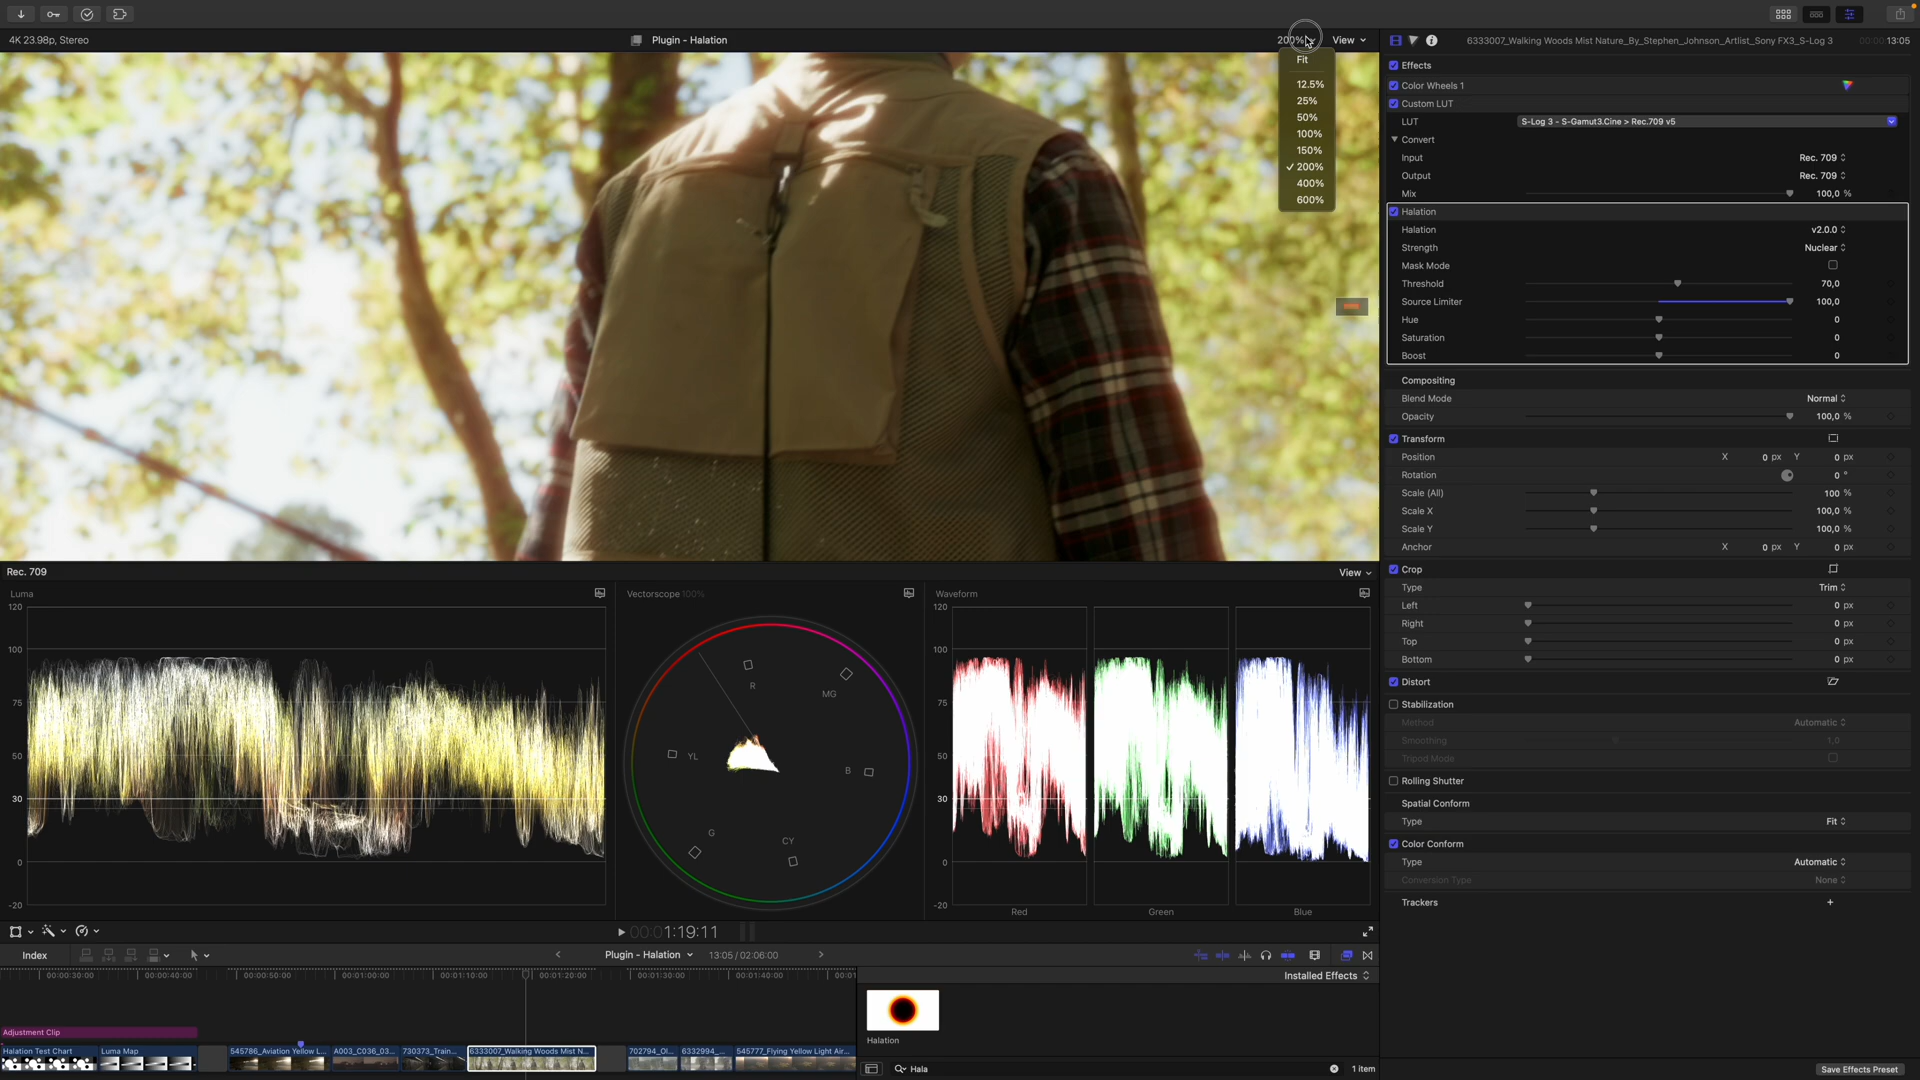 4K 23.98p, Stereo
Plugin - Halation
200%
View
Fit
12.5%
25%
50%
100%
150%
✓ 200%
400%
600%
6333007_Walking Woods Mist Nature_By_Stephen_Johnson_Artlist_Sony FX3_S-Log 3
00:00:13:05
Effects
Color Wheels 1
Custom LUT
LUT S-Log 3 - S-Gamut3.Cine > Rec.709 v5
Convert
Input Rec. 709
Output Rec. 709
Mix 100,0 %
Halation
Halation v2.0.0
Strength Nuclear
Mask Mode
Threshold 70,0
Source Limiter 100,0
Hue 0
Saturation 0
Boost 0
Compositing
Blend Mode Normal
Opacity 100,0 %
Transform
Position X 0 px Y 0 px
Rotation 0 °
Scale (All) 100 %
Scale X 100,0 %
Scale Y 100,0 %
Anchor X 0 px Y 0 px
Crop
Type Trim
Left 0 px
Right 0 px
Top 0 px
Bottom 0 px
Distort
Stabilization
Method Automatic
Smoothing 1,0
Tripod Mode
Rolling Shutter
Spatial Conform
Type Fit
Color Conform
Type Automatic
Conversion Type None
Trackers +
Save Effects Preset
Rec. 709
View
Luma
120
100
75
50
30
0
-20
Vectorscope 100%
R
MG
B
CY
G
YL
Waveform
120
100
75
50
30
0
-20
Red
Green
Blue
00:01:19:11
Index
Plugin - Halation
13:05 / 02:06:00
00:00:30:00
00:00:40:00
00:00:50:00
00:01:00:00
00:01:10:00
00:01:20:00
00:01:30:00
00:01:40:00
00:01
Adjustment Clip
Halation Test Chart
Luma Map
545786_Aviation Yellow L...
A003_C036_03...
730373_Train...
6333007_Walking Woods Mist N...
702794_Ol...
6332994_...
545777_Flying Yellow Light Air...
Installed Effects
Halation
Hala
1 item